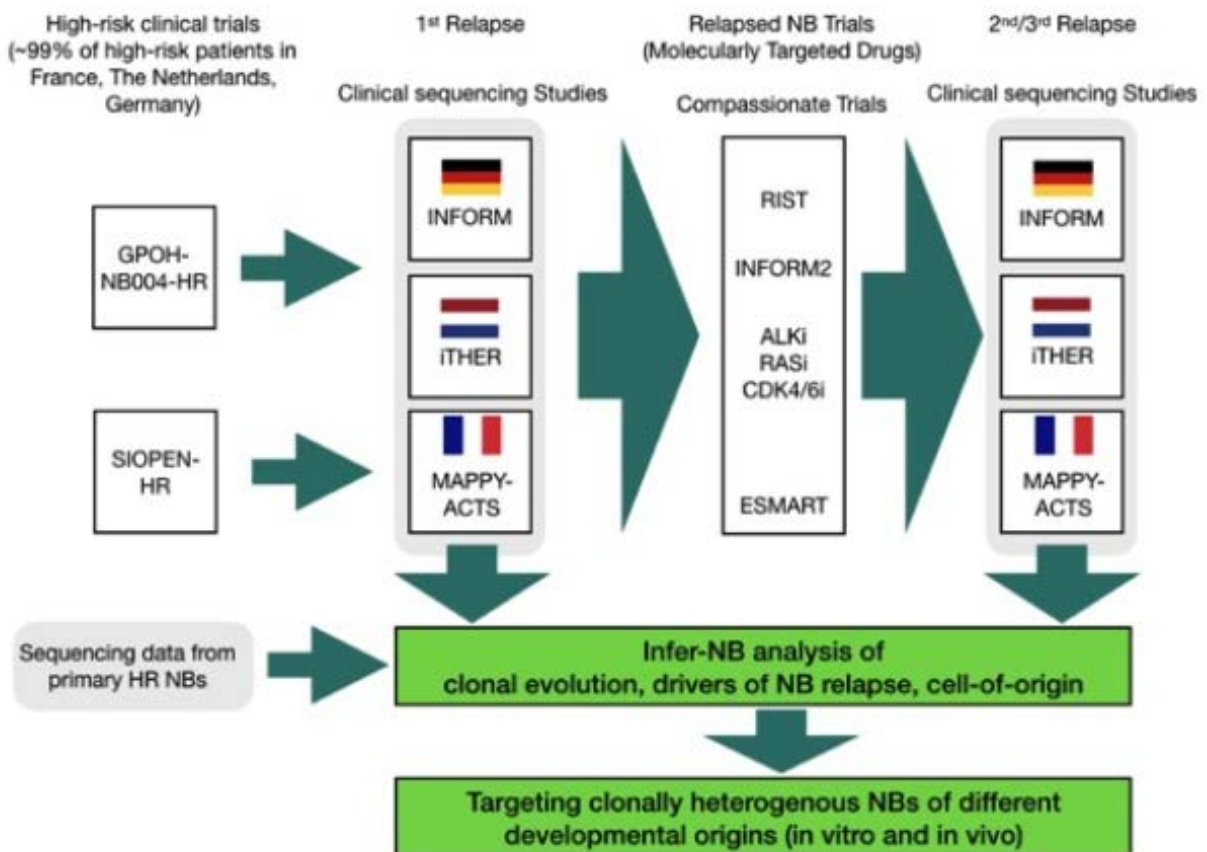 High-risk clinical trials
(~99% of high-risk patients in
France, The Netherlands,
Germany)
1st Relapse
Relapsed NB Trials
(Molecularly Targeted Drugs)
2nd/3rd Relapse
Clinical sequencing Studies
Compassionate Trials
Clinical sequencing Studies
GPOH-
NB004-HR
SIOPEN-
HR
INFORM
iTHER
MAPPY-
ACTS
RIST
INFORM2
ALKi
RASi
CDK4/6i
ESMART
INFORM
iTHER
MAPPY-
ACTS
Sequencing data from
primary HR NBs
Infer-NB analysis of
clonal evolution, drivers of NB relapse, cell-of-origin
Targeting clonally heterogenous NBs of different
developmental origins (in vitro and in vivo)